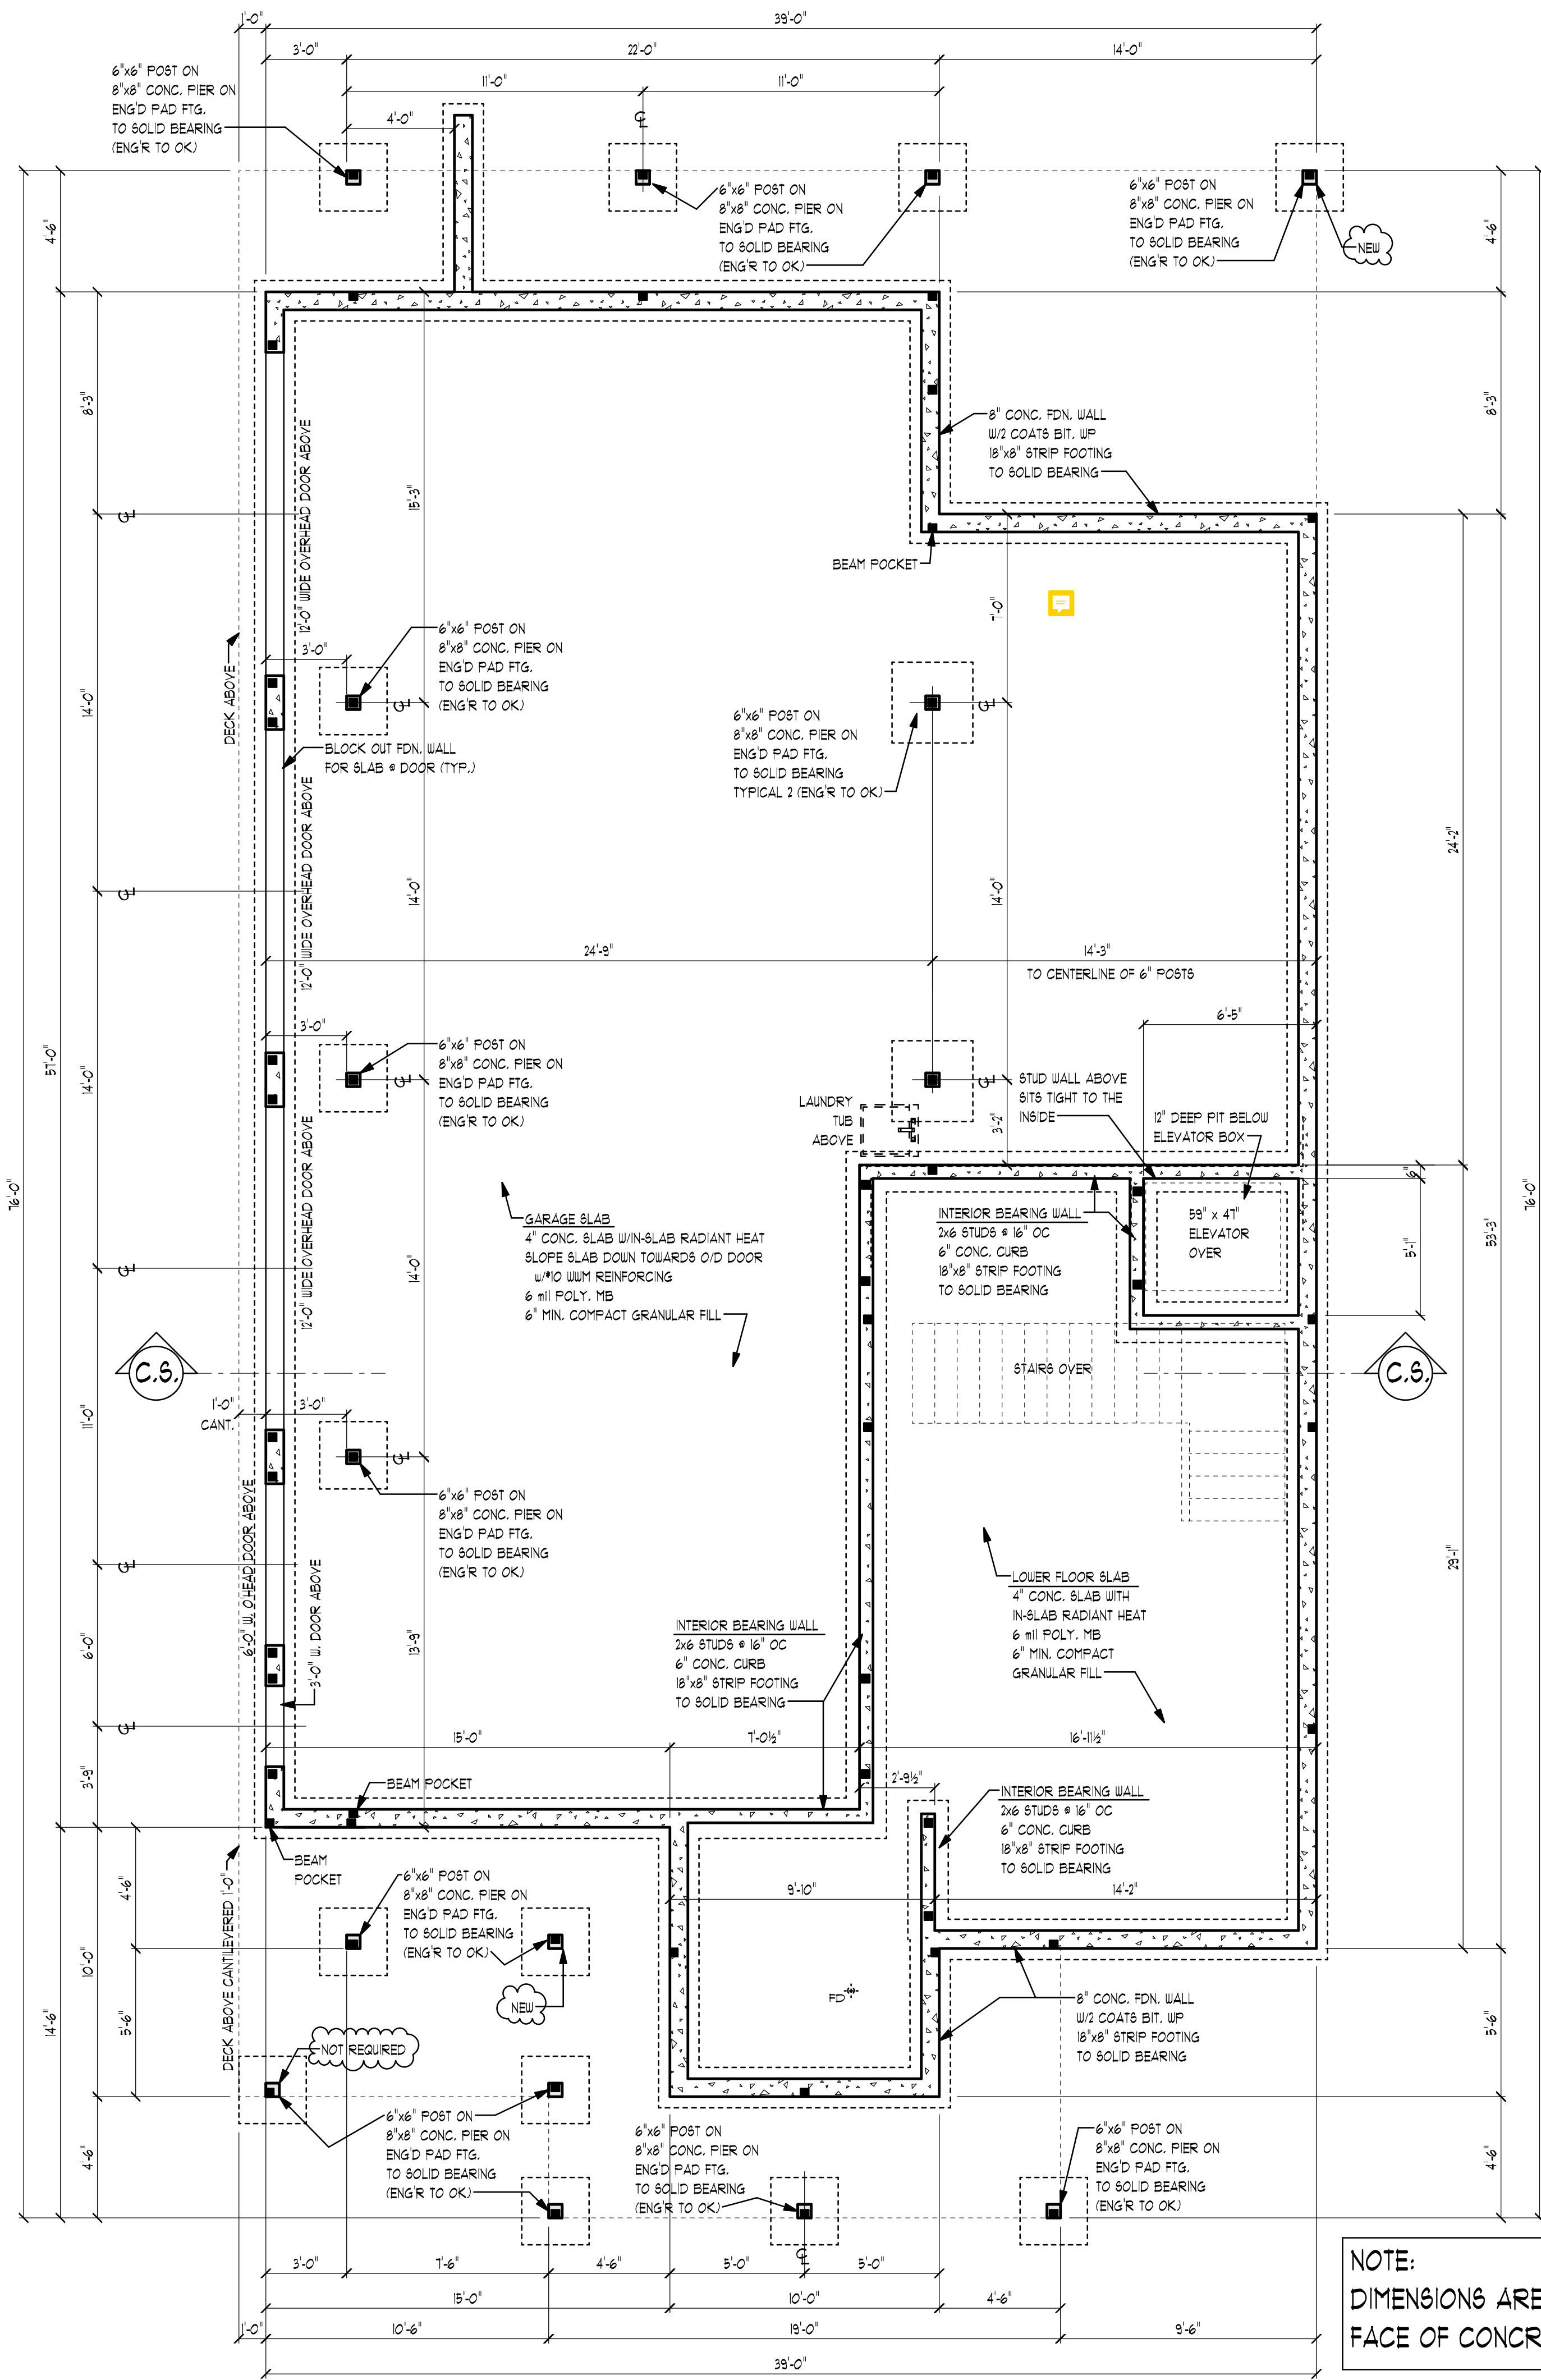 1'-0"
39'-0"
3'-0"
22'-0"
14'-0"
11'-0"
11'-0"
4'-0"
6"x6" POST ON
8"x8" CONC. PIER ON
ENG'D PAD FTG.
TO SOLID BEARING
(ENG'R TO OK)
6"x6" POST ON
8"x8" CONC. PIER ON
ENG'D PAD FTG.
TO SOLID BEARING
(ENG'R TO OK)
6"x6" POST ON
8"x8" CONC. PIER ON
ENG'D PAD FTG.
TO SOLID BEARING
(ENG'R TO OK)
NEW
4'-6"
4'-6"
8'-3"
8'-3"
8" CONC. FDN. WALL
W/2 COATS BIT. WP
18"x8" STRIP FOOTING
TO SOLID BEARING
BEAM POCKET
15'-3"
7'-0"
12'-0" WIDE OVERHEAD DOOR ABOVE
DECK ABOVE
3'-0"
6"x6" POST ON
8"x8" CONC. PIER ON
ENG'D PAD FTG.
TO SOLID BEARING
(ENG'R TO OK)
14'-0"
BLOCK OUT FDN. WALL
FOR SLAB @ DOOR (TYP.)
6"x6" POST ON
8"x8" CONC. PIER ON
ENG'D PAD FTG.
TO SOLID BEARING
TYPICAL 2 (ENG'R TO OK)
12'-0" WIDE OVERHEAD DOOR ABOVE
14'-0"
14'-0"
24'-2"
24'-9"
14'-3"
TO CENTERLINE OF 6" POSTS
6'-5"
3'-0"
57'-0"
14'-0"
6"x6" POST ON
8"x8" CONC. PIER ON
ENG'D PAD FTG.
TO SOLID BEARING
(ENG'R TO OK)
LAUNDRY
TUB
ABOVE
3'-2"
STUD WALL ABOVE
SITS TIGHT TO THE
INSIDE
12" DEEP PIT BELOW
ELEVATOR BOX
76'-0"
76'-0"
53'-3"
6"
5'-1"
12'-0" WIDE OVERHEAD DOOR ABOVE
GARAGE SLAB
4" CONC. SLAB W/IN-SLAB RADIANT HEAT
SLOPE SLAB DOWN TOWARDS O/D DOOR
w/#10 WWM REINFORCING
6 mil POLY. MB
6" MIN. COMPACT GRANULAR FILL
14'-0"
INTERIOR BEARING WALL
2x6 STUDS @ 16" OC
6" CONC. CURB
18"x8" STRIP FOOTING
TO SOLID BEARING
59" x 47"
ELEVATOR
OVER
STAIRS OVER
C.S.
C.S.
1'-0"
CANT.
3'-0"
11'-0"
6"x6" POST ON
8"x8" CONC. PIER ON
ENG'D PAD FTG.
TO SOLID BEARING
(ENG'R TO OK)
6'-0" W. O'HEAD DOOR ABOVE
3'-0" W. DOOR ABOVE
6'-0"
13'-9"
29'-1"
LOWER FLOOR SLAB
4" CONC. SLAB WITH
IN-SLAB RADIANT HEAT
6 mil POLY. MB
6" MIN. COMPACT
GRANULAR FILL
INTERIOR BEARING WALL
2x6 STUDS @ 16" OC
6" CONC. CURB
18"x8" STRIP FOOTING
TO SOLID BEARING
15'-0"
7'-0½"
16'-11½"
3'-9"
BEAM POCKET
2'-9½"
INTERIOR BEARING WALL
2x6 STUDS @ 16" OC
6" CONC. CURB
18"x8" STRIP FOOTING
TO SOLID BEARING
BEAM
POCKET
6"x6" POST ON
8"x8" CONC. PIER ON
ENG'D PAD FTG.
TO SOLID BEARING
(ENG'R TO OK)
4'-6"
9'-10"
14'-2"
10'-0"
DECK ABOVE CANTILEVERED 1'-0"
NEW
FD
8" CONC. FDN. WALL
W/2 COATS BIT. WP
18"x8" STRIP FOOTING
TO SOLID BEARING
14'-6"
5'-6"
5'-6"
NOT REQUIRED
6"x6" POST ON
8"x8" CONC. PIER ON
ENG'D PAD FTG.
TO SOLID BEARING
(ENG'R TO OK)
6"x6" POST ON
8"x8" CONC. PIER ON
ENG'D PAD FTG.
TO SOLID BEARING
(ENG'R TO OK)
6"x6" POST ON
8"x8" CONC. PIER ON
ENG'D PAD FTG.
TO SOLID BEARING
(ENG'R TO OK)
4'-6"
4'-6"
3'-0"
7'-6"
4'-6"
5'-0"
5'-0"
15'-0"
10'-0"
4'-6"
1'-0"
10'-6"
19'-0"
9'-6"
39'-0"
NOTE:
DIMENSIONS ARE
FACE OF CONCR